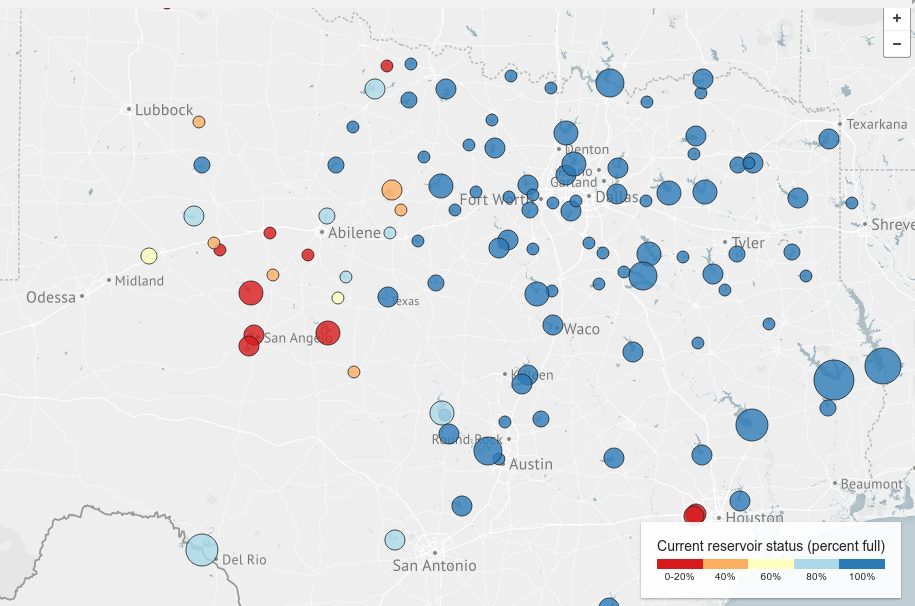 +
−
Lubbock
Texarkana
Denton
Garland
Fort Worth
Dallas
Shreve
Abilene
Tyler
Midland
Odessa
Texas
San Angelo
Waco
Killeen
Round Rock
Austin
Beaumont
Houston
Del Rio
San Antonio
Current reservoir status (percent full)
0-20% 40% 60% 80% 100%